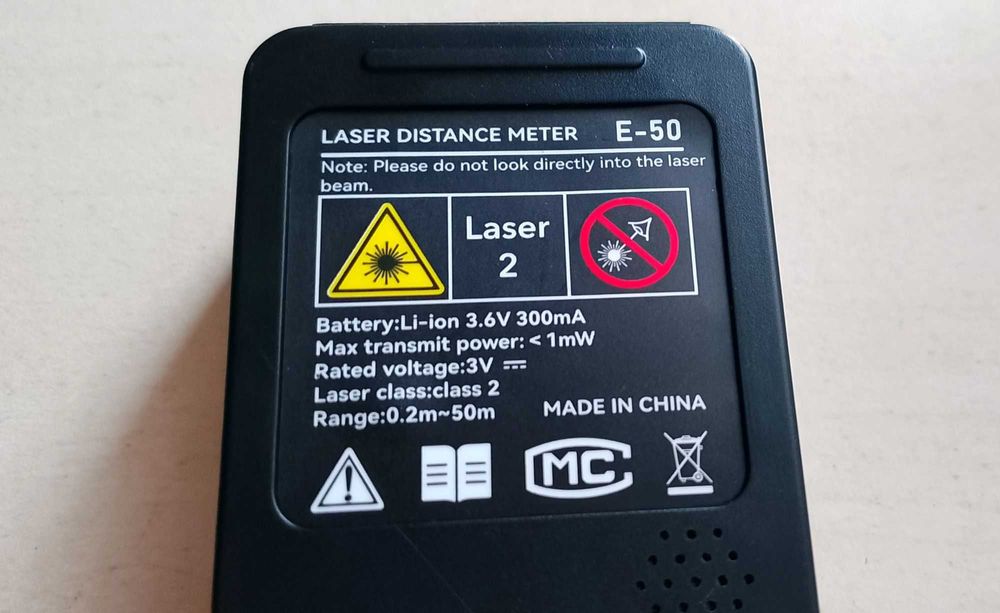 LASER DISTANCE METER E-50
Note: Please do not look directly into the laser
beam.
Laser
2
Battery:Li-ion 3.6V 300mA
Max transmit power: < 1mW
Rated voltage:3V
Laser class:class 2
Range:0.2m~50m
MADE IN CHINA
MC